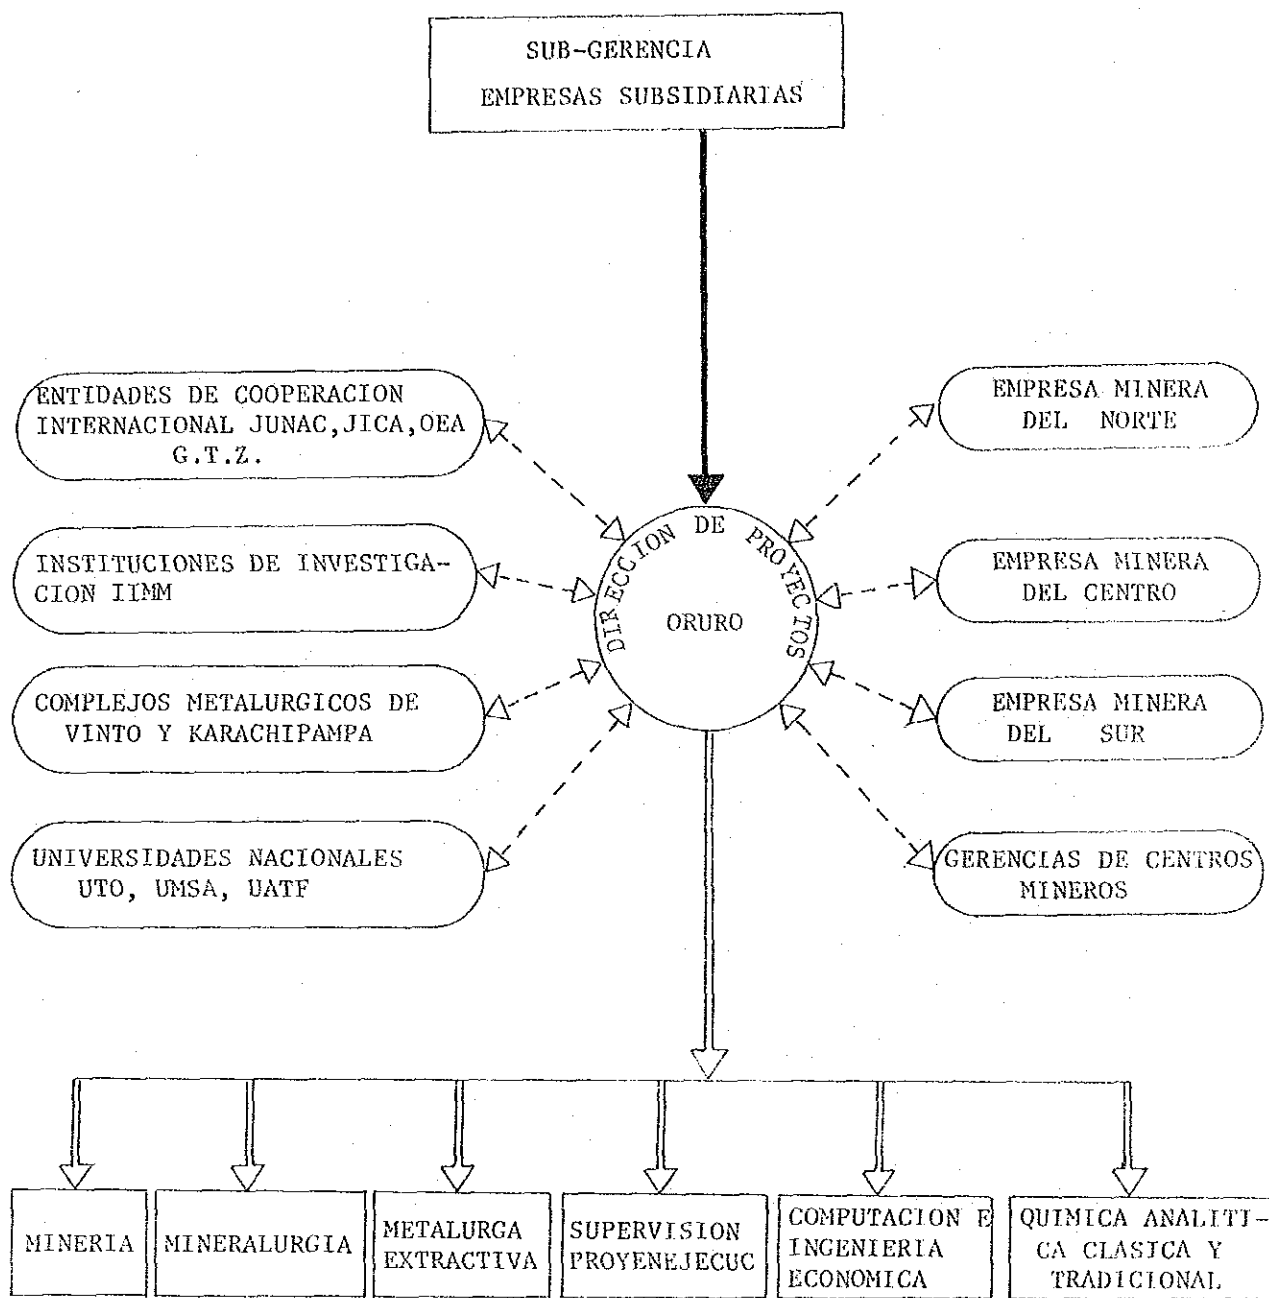 SUB-GERENCIA
EMPRESAS SUBSIDIARIAS
ENTIDADES DE COOPERACION
INTERNACIONAL JUNAC,JICA,OEA
G.T.Z.
INSTITUCIONES DE INVESTIGA-
CION IIMM
COMPLEJOS METALURGICOS DE
VINTO Y KARACHIPAMPA
UNIVERSIDADES NACIONALES
UTO, UMSA, UATF
DIRECCION DE PROYECTOS
ORURO
EMPRESA MINERA
DEL NORTE
EMPRESA MINERA
DEL CENTRO
EMPRESA MINERA
DEL SUR
GERENCIAS DE CENTROS
MINEROS
MINERIA
MINERALURGIA
METALURGA
EXTRACTIVA
SUPERVISION
PROYENEJECUC
COMPUTACION E
INGENIERIA
ECONOMICA
QUIMICA ANALITI-
CA CLASICA Y
TRADICIONAL